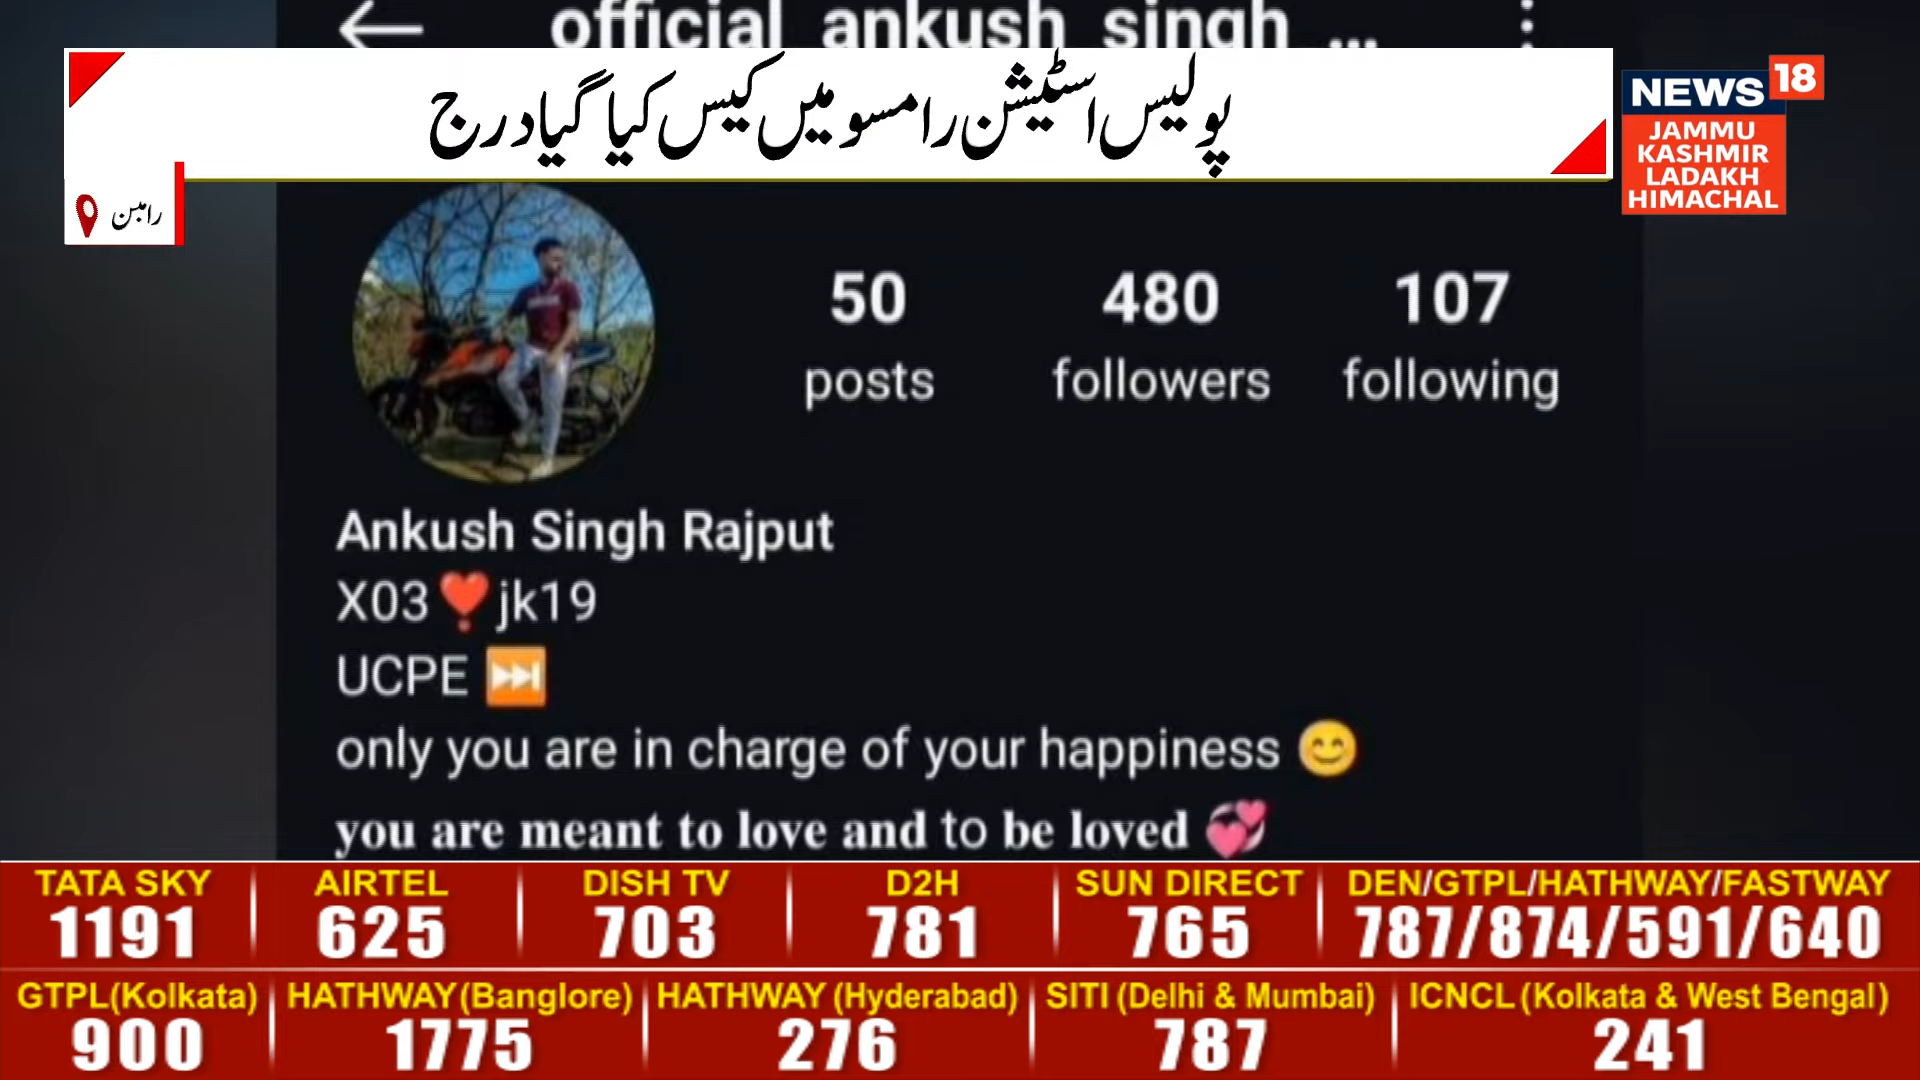 official_ankush_singh_...
پولیس اسٹیشن رامسو میں کیس کیا گیا درج
NEWS 18
JAMMU
KASHMIR
LADAKH
HIMACHAL
رامبن
50 posts
480 followers
107 following
Ankush Singh Rajput
X03❣️jk19
UCPE ⏭️
only you are in charge of your happiness 😊
𝐲𝐨𝐮 𝐚𝐫𝐞 𝐦𝐞𝐚𝐧𝐭 𝐭𝐨 𝐥𝐨𝐯𝐞 𝐚𝐧𝐝 to 𝐛𝐞 𝐥𝐨𝐯𝐞𝐝 💞
TATA SKY 1191
AIRTEL 625
DISH TV 703
D2H 781
SUN DIRECT 765
DEN/GTPL/HATHWAY/FASTWAY 787/874/591/640
GTPL(Kolkata) 900
HATHWAY(Banglore) 1775
HATHWAY (Hyderabad) 276
SITI (Delhi & Mumbai) 787
ICNCL (Kolkata & West Bengal) 241